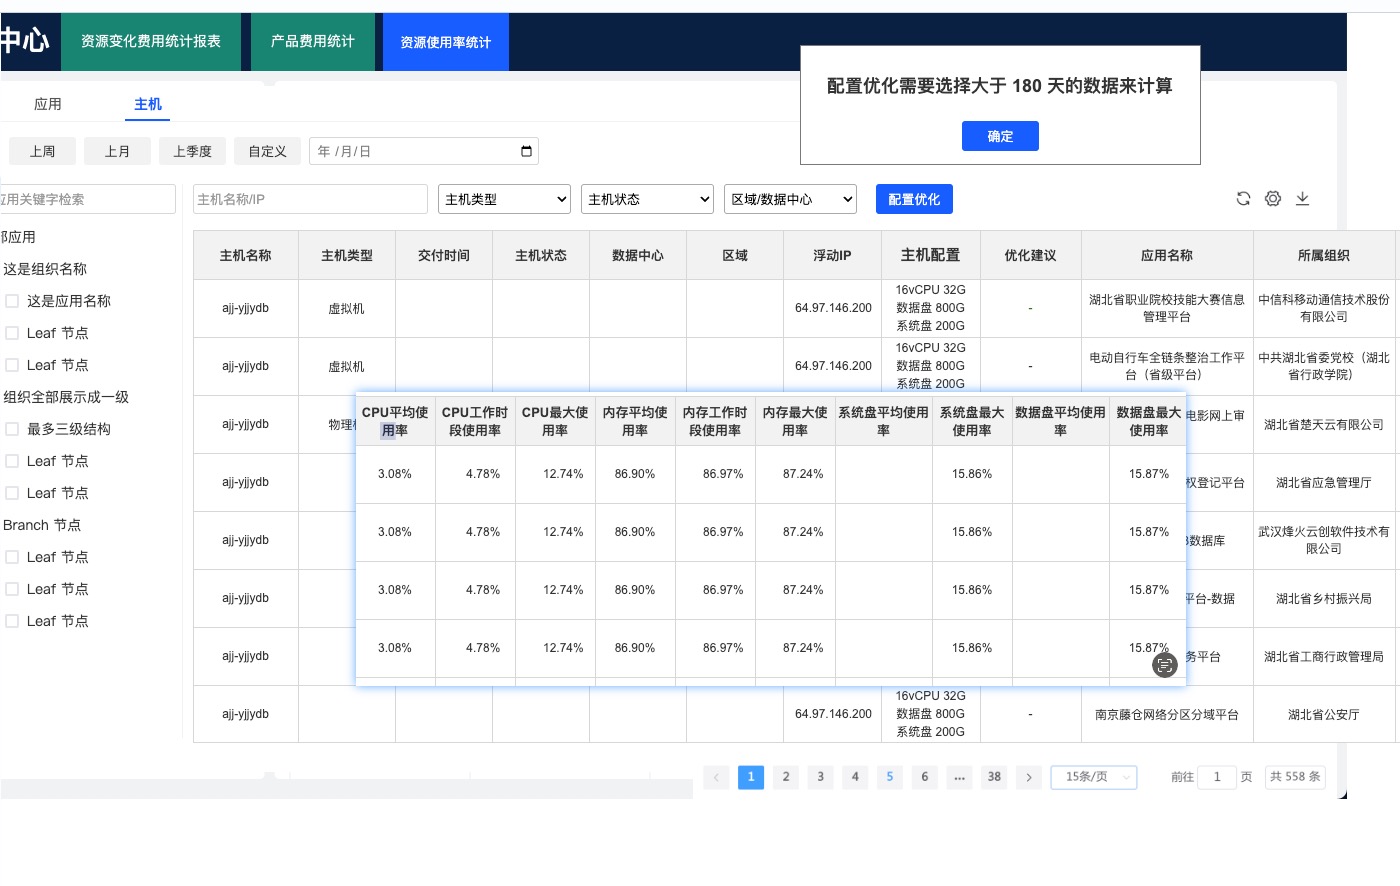 中心 资源变化费用统计报表 产品费用统计 资源使用率统计
配置优化需要选择大于 180 天的数据来计算
确定
应用 主机
上周 上月 上季度 自定义 年 /月/日
应用关键字检索 主机名称/IP 主机类型 主机状态 区域/数据中心 配置优化
部应用
这是组织名称
这是应用名称
Leaf 节点
Leaf 节点
组织全部展示成一级
最多三级结构
Leaf 节点
Leaf 节点
Branch 节点
Leaf 节点
Leaf 节点
Leaf 节点
主机名称 主机类型 交付时间 主机状态 数据中心 区域 浮动IP 主机配置 优化建议 应用名称 所属组织
ajj-yjjydb 虚拟机 64.97.146.200 16vCPU 32G 数据盘 800G 系统盘 200G - 湖北省职业院校技能大赛信息管理平台 中信科移动通信技术股份有限公司
ajj-yjjydb 虚拟机 64.97.146.200 16vCPU 32G 数据盘 800G 系统盘 200G - 电动自行车全链条整治工作平台（省级平台） 中共湖北省委党校（湖北省行政学院）
ajj-yjjydb 物理机 电影网上审 湖北省楚天云有限公司
ajj-yjjydb 权登记平台 湖北省应急管理厅
ajj-yjjydb 数据库 武汉烽火云创软件技术有限公司
ajj-yjjydb 平台-数据 湖北省乡村振兴局
ajj-yjjydb 务平台 湖北省工商行政管理局
ajj-yjjydb 64.97.146.200 16vCPU 32G 数据盘 800G 系统盘 200G - 南京藤仓网络分区分域平台 湖北省公安厅
CPU平均使用率 CPU工作时段使用率 CPU最大使用率 内存平均使用率 内存工作时段使用率 内存最大使用率 系统盘平均使用率 系统盘最大使用率 数据盘平均使用率 数据盘最大使用率
3.08% 4.78% 12.74% 86.90% 86.97% 87.24% 15.86% 15.87%
3.08% 4.78% 12.74% 86.90% 86.97% 87.24% 15.86% 15.87%
3.08% 4.78% 12.74% 86.90% 86.97% 87.24% 15.86% 15.87%
3.08% 4.78% 12.74% 86.90% 86.97% 87.24% 15.86% 15.87%
1 2 3 4 5 6 ... 38 15条/页 前往 1 页 共 558 条